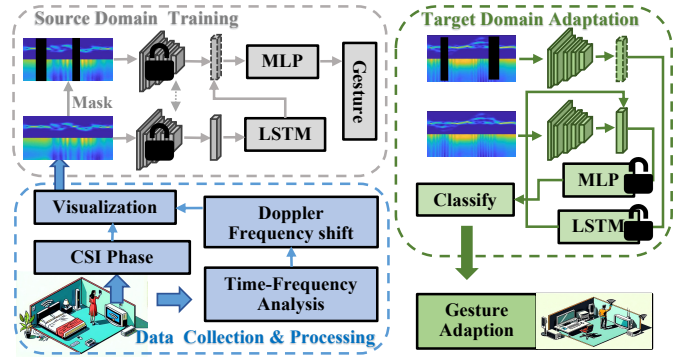 Source Domain Training
Mask
MLP
LSTM
Gesture
Visualization
CSI Phase
Doppler
Frequency shift
Time-Frequency
Analysis
Data Collection & Processing
Target Domain Adaptation
MLP
Classify
LSTM
Gesture
Adaption